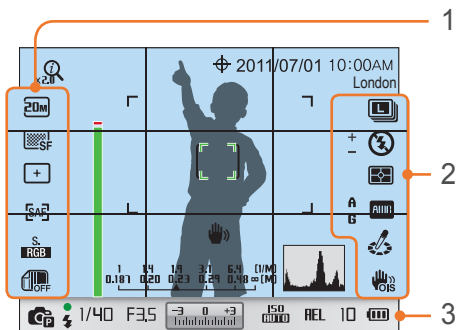 1
x2.0
2011/07/01 10:00AM
London
20M
SF
SAF
S.
RGB
OFF
L
A
G
OIS
2
1 1.4 1.9 3.1 6.4 (1/M)
0.187 0.20 0.23 0.29 0.48 ∞ (M)
P
1/40 F3.5
-3 0 +3
ISO
AUTO
AEL 10
3